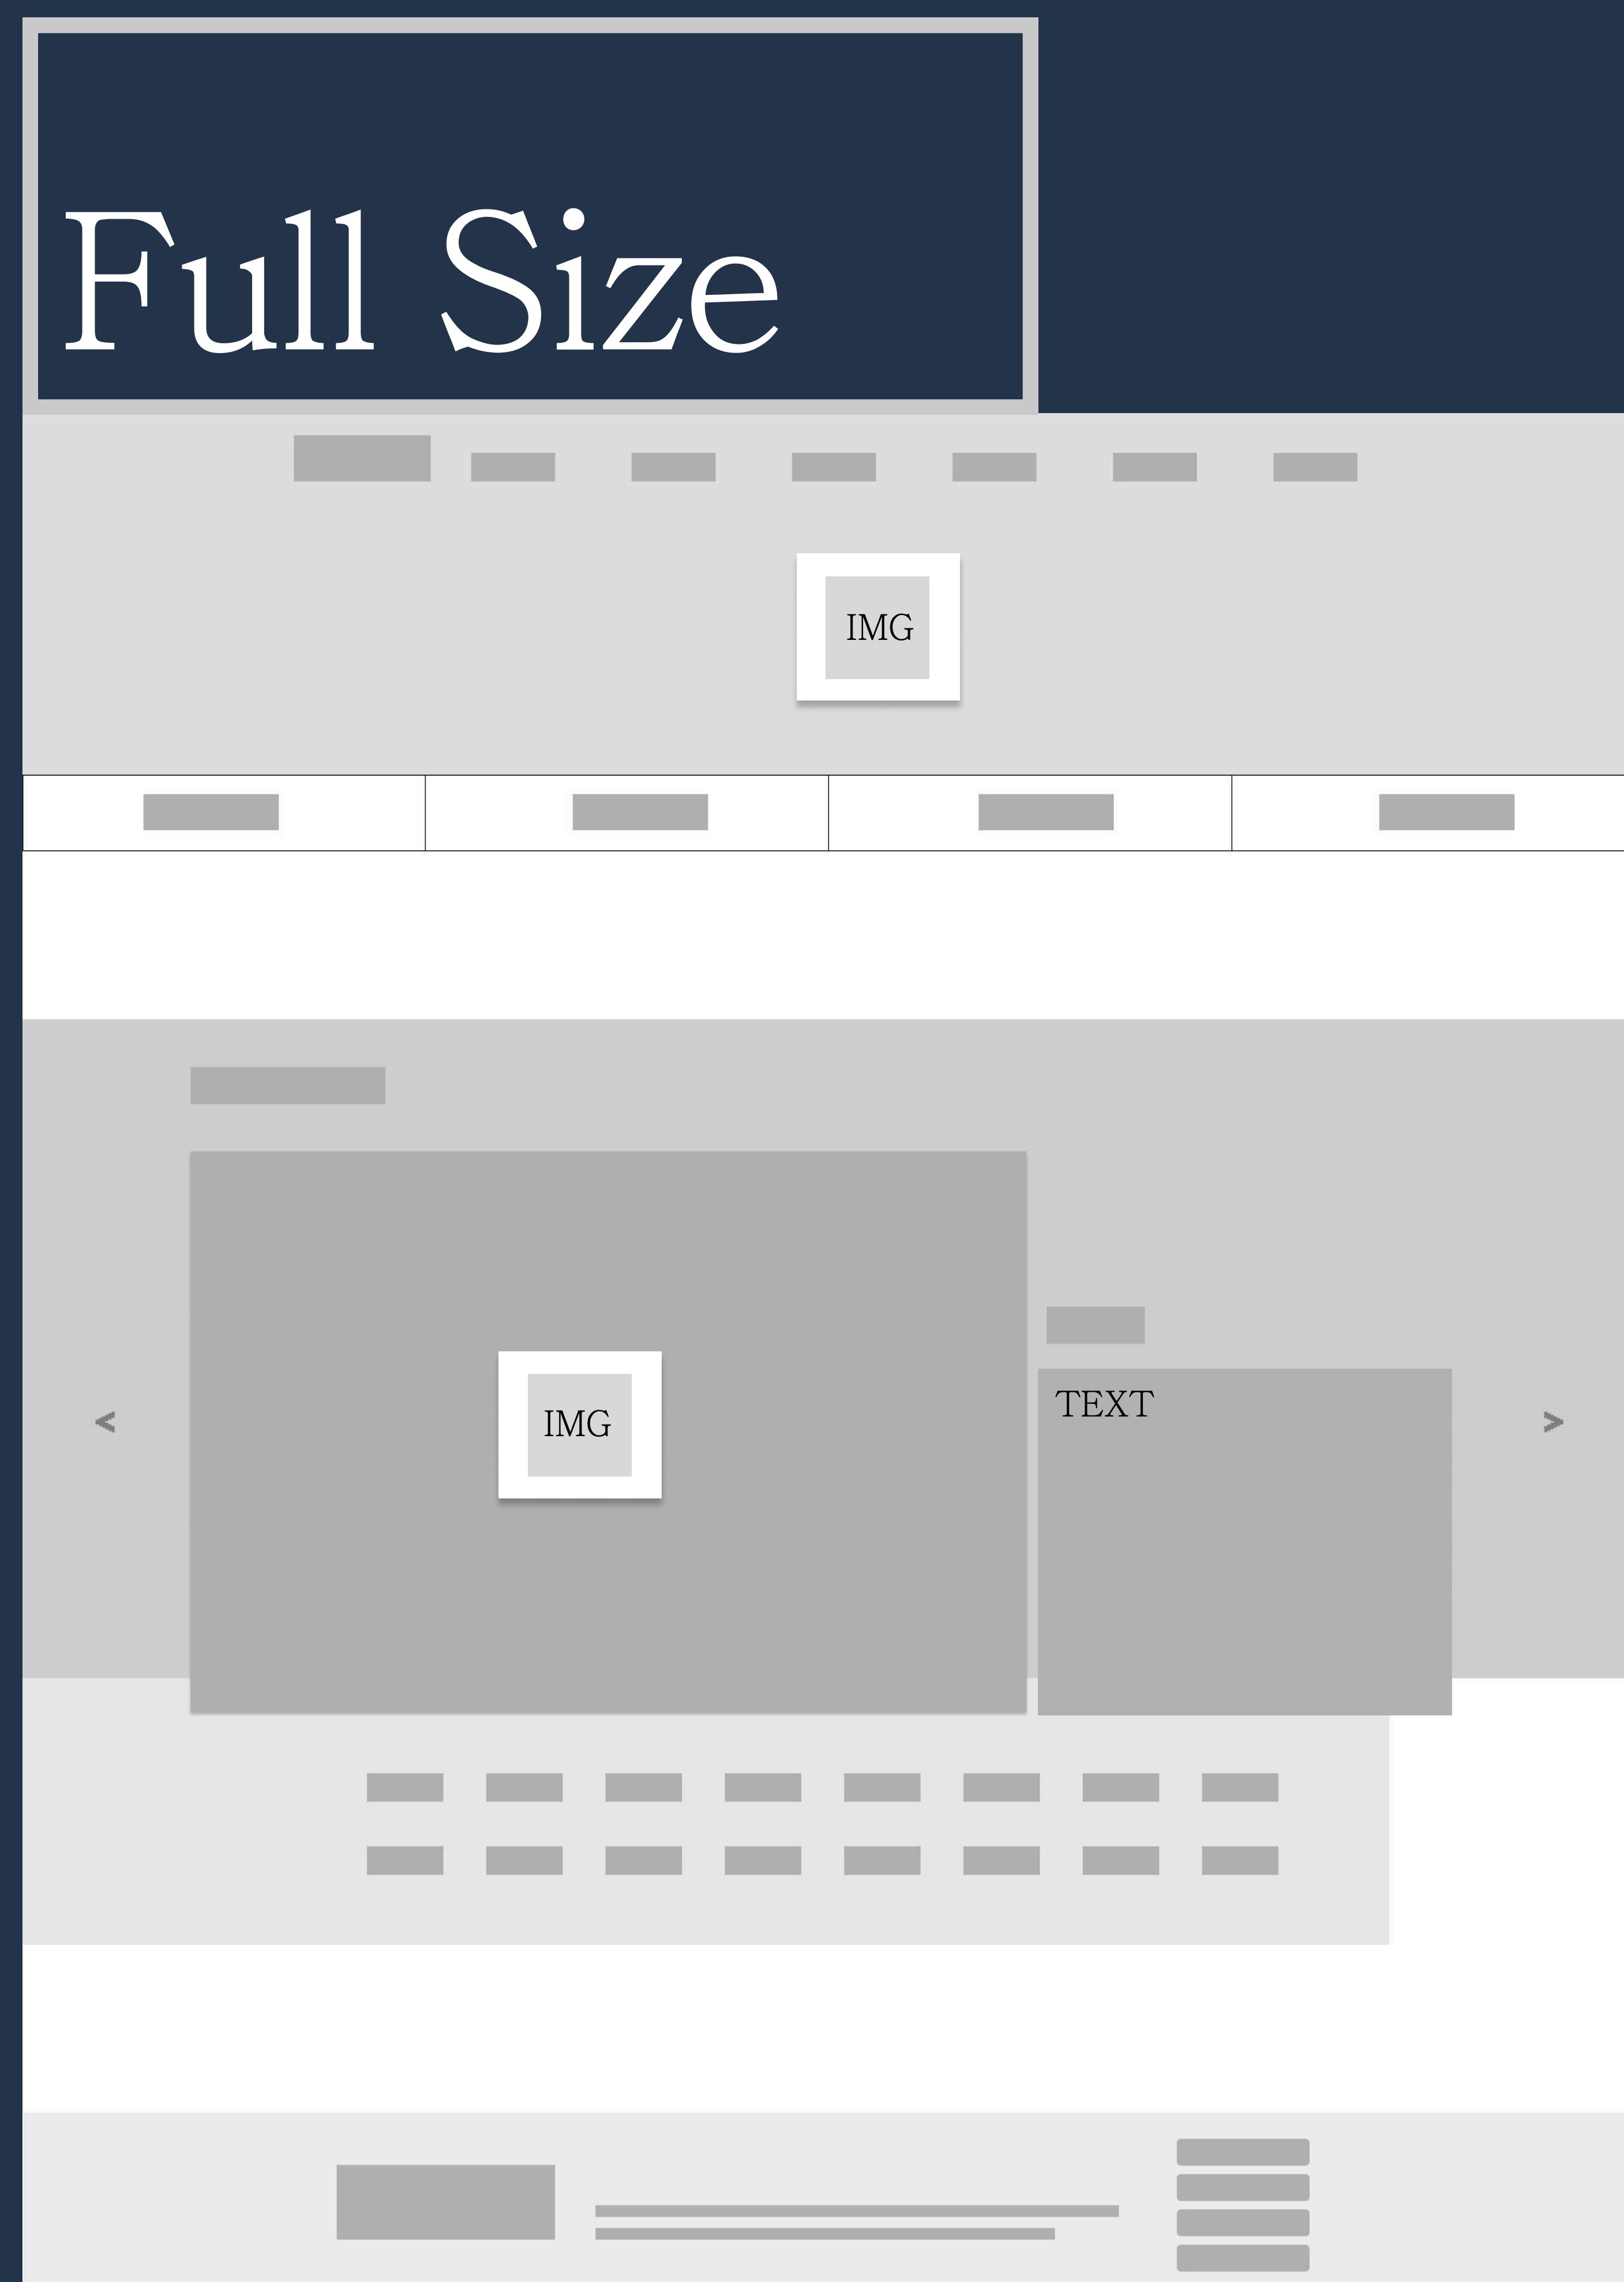 Full Size
IMG
IMG
TEXT
<
>